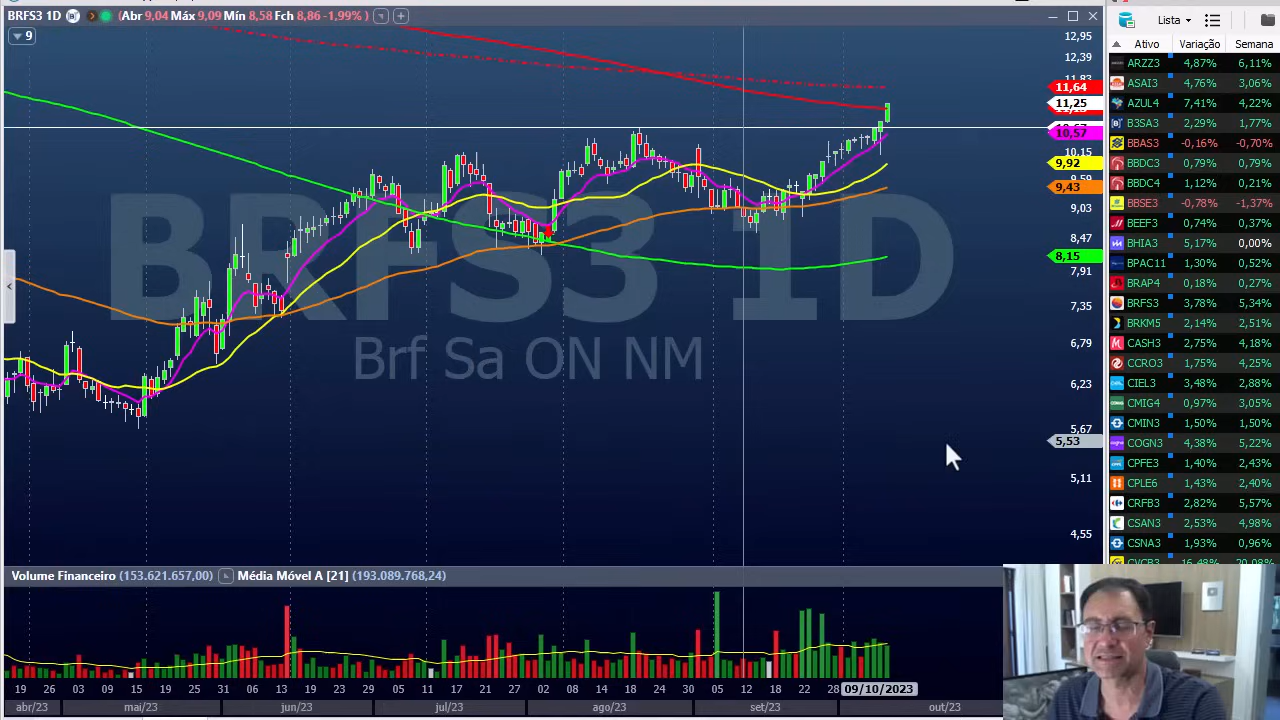 BRFS3 1D (Abr 9,04 Máx 9,09 Mín 8,58 Fch 8,86 -1,99% )
9
BRFS3 1D
Brf Sa ON NM
12,95
12,39
11,83
11,64
11,25
10,57
10,15
9,92
9,59
9,43
9,03
8,47
8,15
7,91
7,35
6,79
6,23
5,67
5,53
5,11
4,55
Volume Financeiro (153.621.657,00) Média Móvel A [21] (193.089.768,24)
19 26 03 09 15 19 25 31 06 13 19 23 29 05 11 17 21 27 02 08 14 18 24 30 05 12 18 22 28 09/10/2023
abr/23 mai/23 jun/23 jul/23 ago/23 set/23 out/23
Lista
Ativo Variação Semana
ARZZ3 4,87% 6,11%
ASAI3 4,76% 3,06%
AZUL4 7,41% 4,22%
B3SA3 2,29% 1,77%
BBAS3 -0,16% -0,70%
BBDC3 0,79% 0,79%
BBDC4 1,12% 0,21%
BBSE3 -0,78% -1,37%
BEEF3 0,74% 0,37%
BHIA3 5,17% 0,00%
BPAC11 1,30% 0,52%
BRAP4 0,18% 0,27%
BRFS3 3,78% 5,34%
BRKM5 2,14% 2,51%
CASH3 2,75% 4,18%
CCRO3 1,75% 4,25%
CIEL3 3,48% 2,88%
CMIG4 0,97% 3,05%
CMIN3 1,50% 1,50%
COGN3 4,38% 5,22%
CPFE3 1,40% 2,43%
CPLE6 1,43% 2,40%
CRFB3 2,82% 5,57%
CSAN3 2,53% 4,98%
CSNA3 1,93% 0,96%